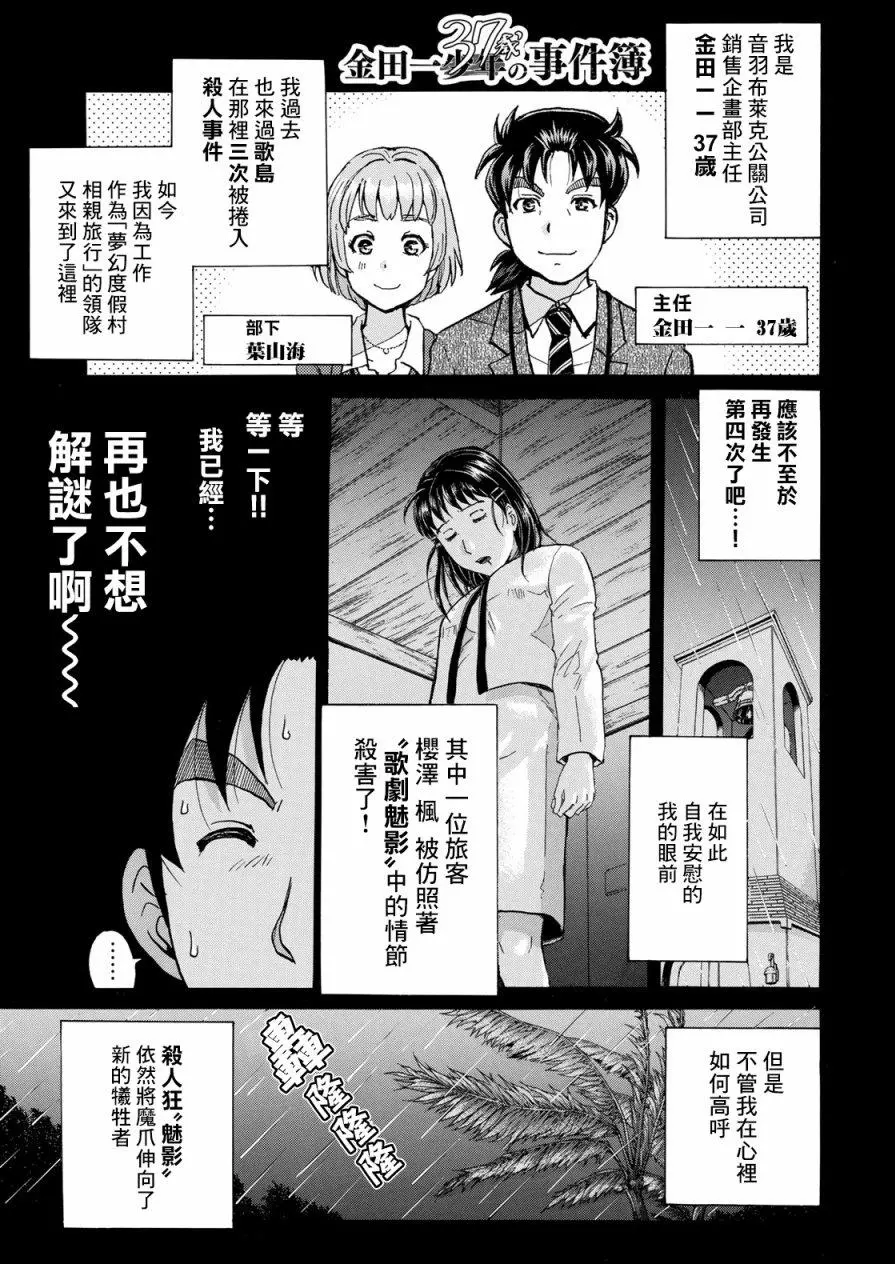 金田一37歳の事件簿
我是
音羽布萊克公關公司
銷售企畫部主任
金田一一 37歲
我過去
也來過歌島
在那裡三次被捲入
殺人事件
如今
我因為工作
作為「夢幻度假村
相親旅行」的領隊
又來到了這裡
主任
金田一 一 37歲
部下
葉山海
應該不至於
再發生
第四次了吧…！
在如此
自我安慰的
我的眼前
其中一位旅客
櫻澤 楓 被仿照著
〝歌劇魅影〞中的情節
殺害了！
等
等一下!!
我已經…
再也不想
解謎了啊～～
……
但是
不管我在心裡
如何高呼
轟隆隆隆
殺人狂〝魅影〞
依然將魔爪伸向了
新的犧牲者